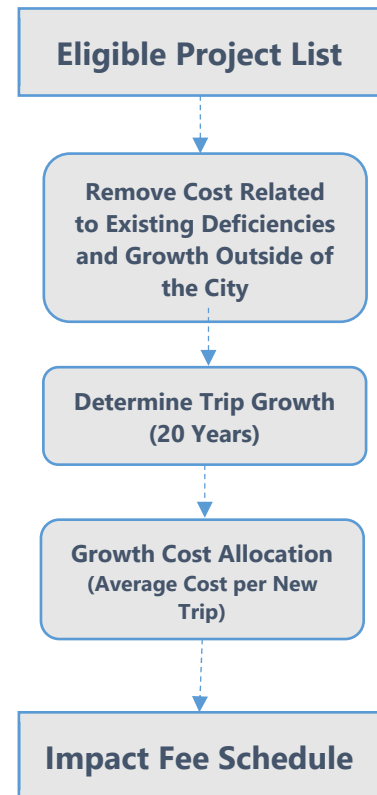 Eligible Project List
Remove Cost Related
to Existing Deficiencies
and Growth Outside of
the City
Determine Trip Growth
(20 Years)
Growth Cost Allocation
(Average Cost per New
Trip)
Impact Fee Schedule